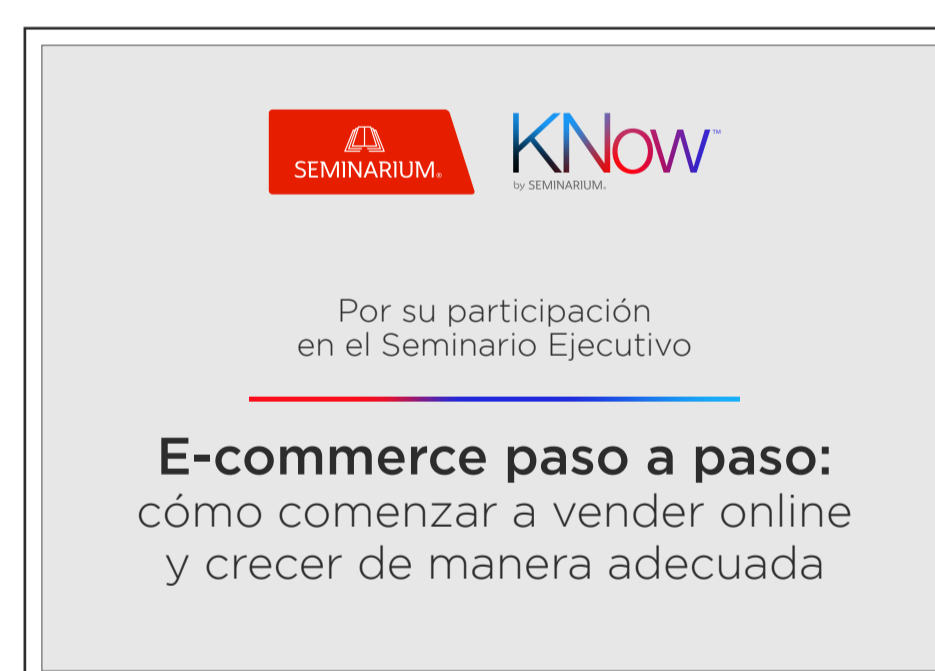 SEMINARIUM®
KNow™
by SEMINARIUM®
Por su participación
en el Seminario Ejecutivo
E-commerce paso a paso:
cómo comenzar a vender online
y crecer de manera adecuada